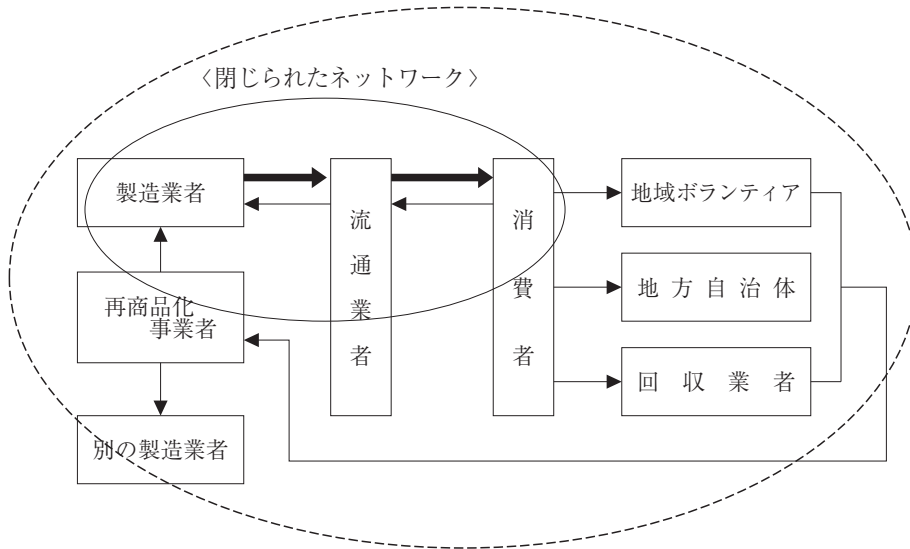 〈閉じられたネットワーク〉
製造業者
流通業者
消費者
地域ボランティア
地方自治体
再商品化
事業者
回収業者
別の製造業者